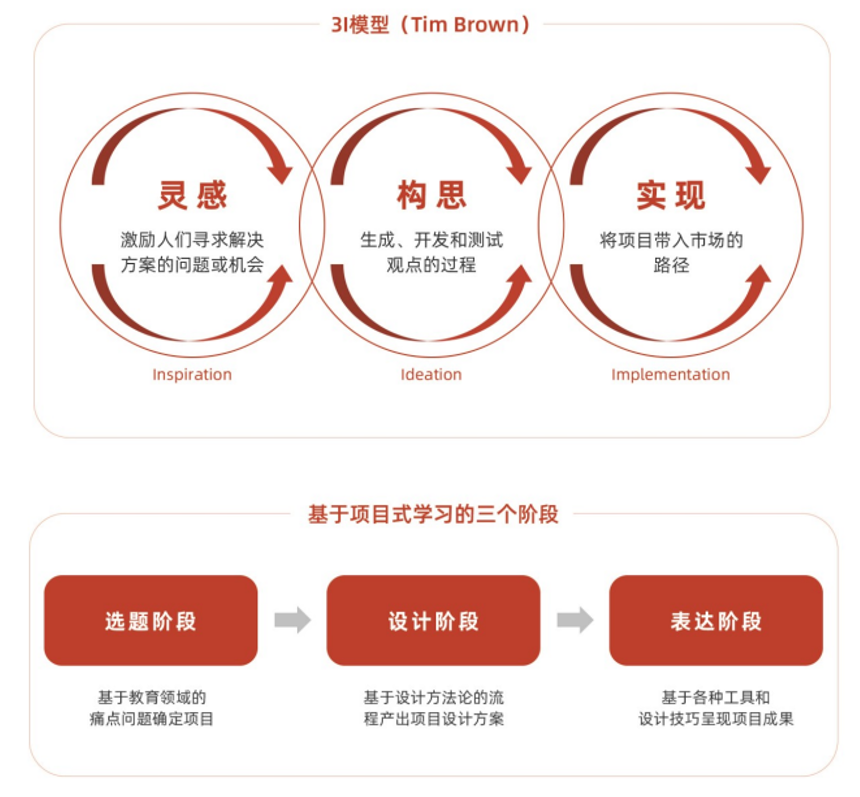 3I模型（Tim Brown）
灵感
激励人们寻求解决
方案的问题或机会
Inspiration
构思
生成、开发和测试
观点的过程
Ideation
实现
将项目带入市场的
路径
Implementation
基于项目式学习的三个阶段
选题阶段
基于教育领域的
痛点问题确定项目
设计阶段
基于设计方法论的流
程产出项目设计方案
表达阶段
基于各种工具和
设计技巧呈现项目成果